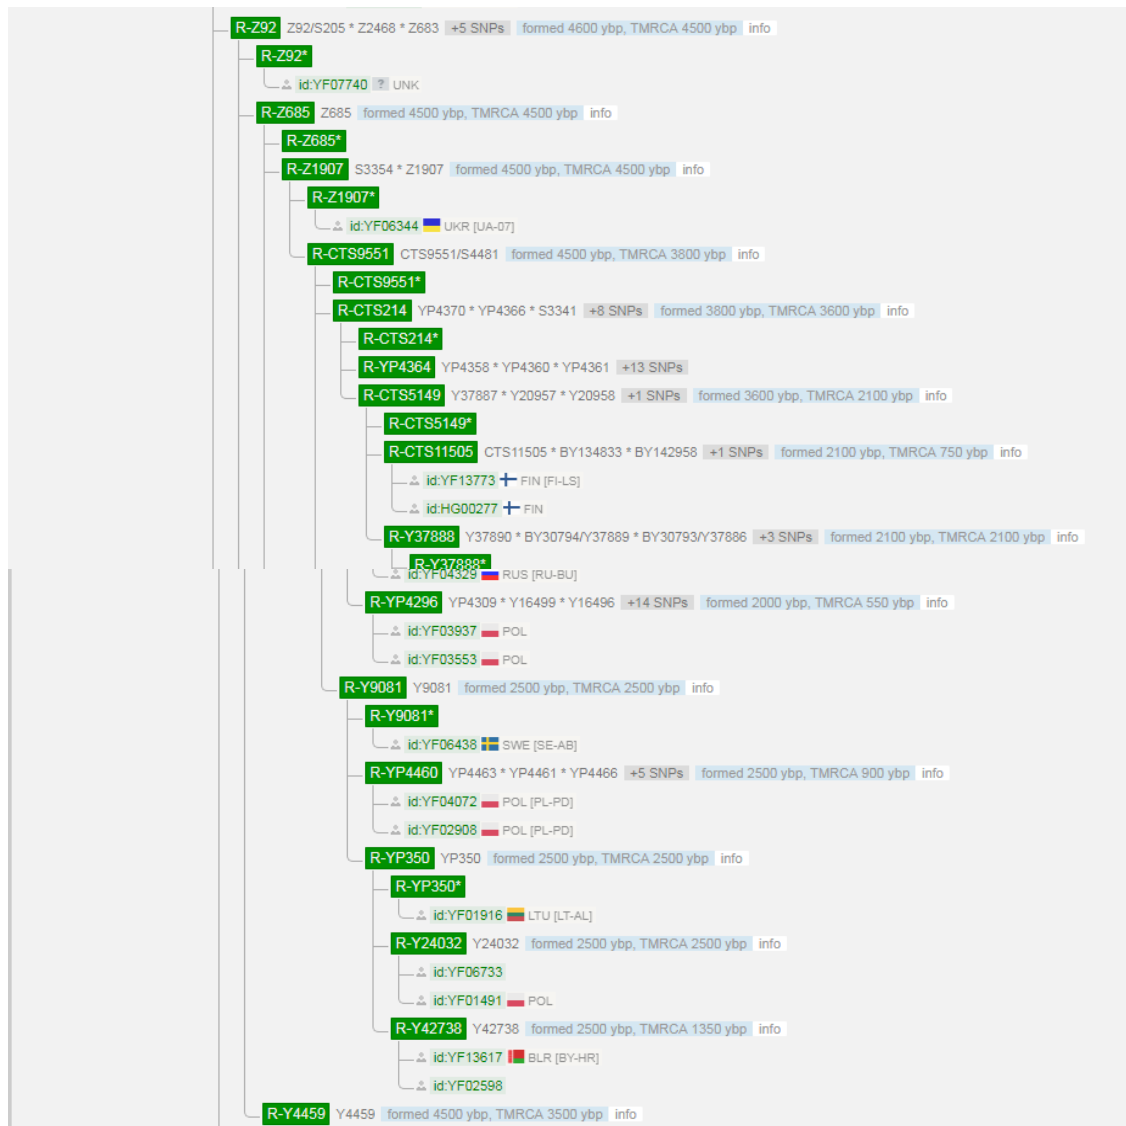 R-Z92 Z92/S205 * Z2468 * Z683 +5 SNPs formed 4600 ybp, TMRCA 4500 ybp info
R-Z92*
id:YF07740 ? UNK
R-Z685 Z685 formed 4500 ybp, TMRCA 4500 ybp info
R-Z685*
R-Z1907 S3354 * Z1907 formed 4500 ybp, TMRCA 4500 ybp info
R-Z1907*
id:YF06344 UKR [UA-07]
R-CTS9551 CTS9551/S4481 formed 4500 ybp, TMRCA 3800 ybp info
R-CTS9551*
R-CTS214 YP4370 * YP4366 * S3341 +8 SNPs formed 3800 ybp, TMRCA 3600 ybp info
R-CTS214*
R-YP4364 YP4358 * YP4360 * YP4361 +13 SNPs
R-CTS5149 Y37887 * Y20957 * Y20958 +1 SNPs formed 3600 ybp, TMRCA 2100 ybp info
R-CTS5149*
R-CTS11505 CTS11505 * BY134833 * BY142958 +1 SNPs formed 2100 ybp, TMRCA 750 ybp info
id:YF13773 FIN [FI-LS]
id:HG00277 FIN
R-Y37888 Y37890 * BY30794/Y37889 * BY30793/Y37886 +3 SNPs formed 2100 ybp, TMRCA 2100 ybp info
R-Y37888*
id:YF04329 RUS [RU-BU]
R-YP4296 YP4309 * Y16499 * Y16496 +14 SNPs formed 2000 ybp, TMRCA 550 ybp info
id:YF03937 POL
id:YF03553 POL
R-Y9081 Y9081 formed 2500 ybp, TMRCA 2500 ybp info
R-Y9081*
id:YF06438 SWE [SE-AB]
R-YP4460 YP4463 * YP4461 * YP4466 +5 SNPs formed 2500 ybp, TMRCA 900 ybp info
id:YF04072 POL [PL-PD]
id:YF02908 POL [PL-PD]
R-YP350 YP350 formed 2500 ybp, TMRCA 2500 ybp info
R-YP350*
id:YF01916 LTU [LT-AL]
R-Y24032 Y24032 formed 2500 ybp, TMRCA 2500 ybp info
id:YF06733
id:YF01491 POL
R-Y42738 Y42738 formed 2500 ybp, TMRCA 1350 ybp info
id:YF13617 BLR [BY-HR]
id:YF02598
R-Y4459 Y4459 formed 4500 ybp, TMRCA 3500 ybp info